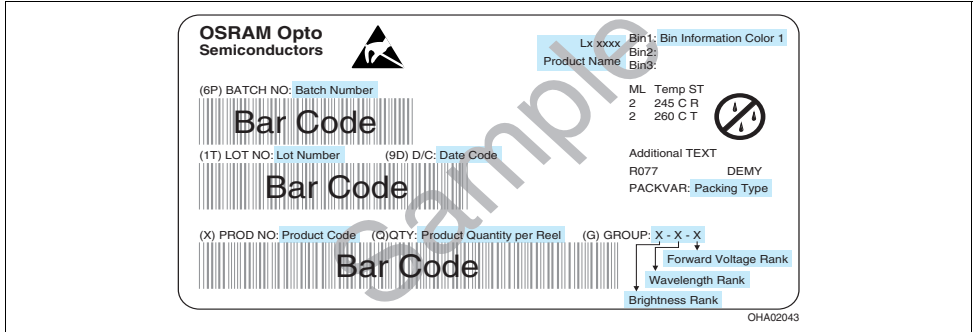 OSRAM Opto
Semiconductors
Lx xxxx
Product Name
Bin1: Bin Information Color 1
Bin2:
Bin3:
(6P) BATCH NO: Batch Number
Bar Code
ML Temp ST
2 245 C R
2 260 C T
(1T) LOT NO: Lot Number (9D) D/C: Date Code
Bar Code
Additional TEXT
R077 DEMY
PACKVAR: Packing Type
(X) PROD NO: Product Code (Q)QTY: Product Quantity per Reel (G) GROUP: X - X - X
Bar Code
Forward Voltage Rank
Wavelength Rank
Brightness Rank
Sample
OHA02043